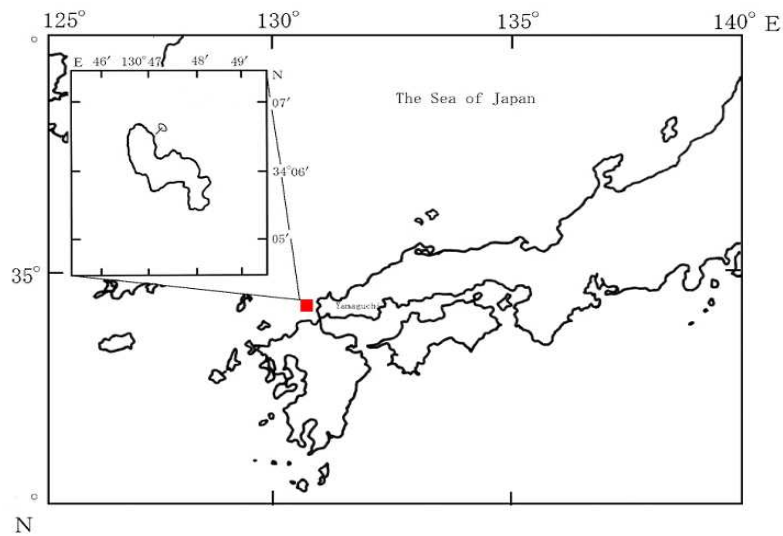 125° 130° 135° 140° E
E 46′ 130° 47′ 48′ 49′ N
07′
The Sea of Japan
34°06′
05′
35°
Yamaguchi
N